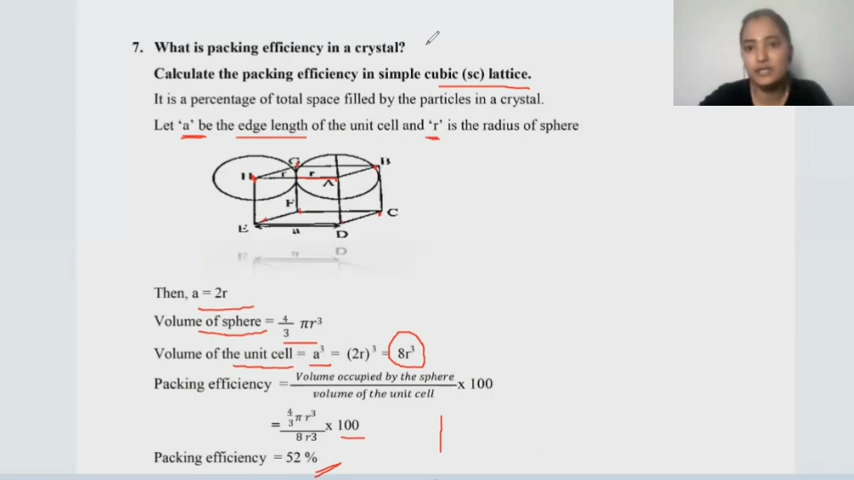 7. What is packing efficiency in a crystal?
Calculate the packing efficiency in simple cubic (sc) lattice.
It is a percentage of total space filled by the particles in a crystal.
Let ‘a’ be the edge length of the unit cell and ‘r’ is the radius of sphere
G B
H r r A
F C
E a D
Then, a = 2r
Volume of sphere = 4/3 πr³
Volume of the unit cell = a³ = (2r)³ = 8r³
Packing efficiency = Volume occupied by the sphere / volume of the unit cell x 100
= 4/3 π r³ / 8 r3 x 100
Packing efficiency = 52 %